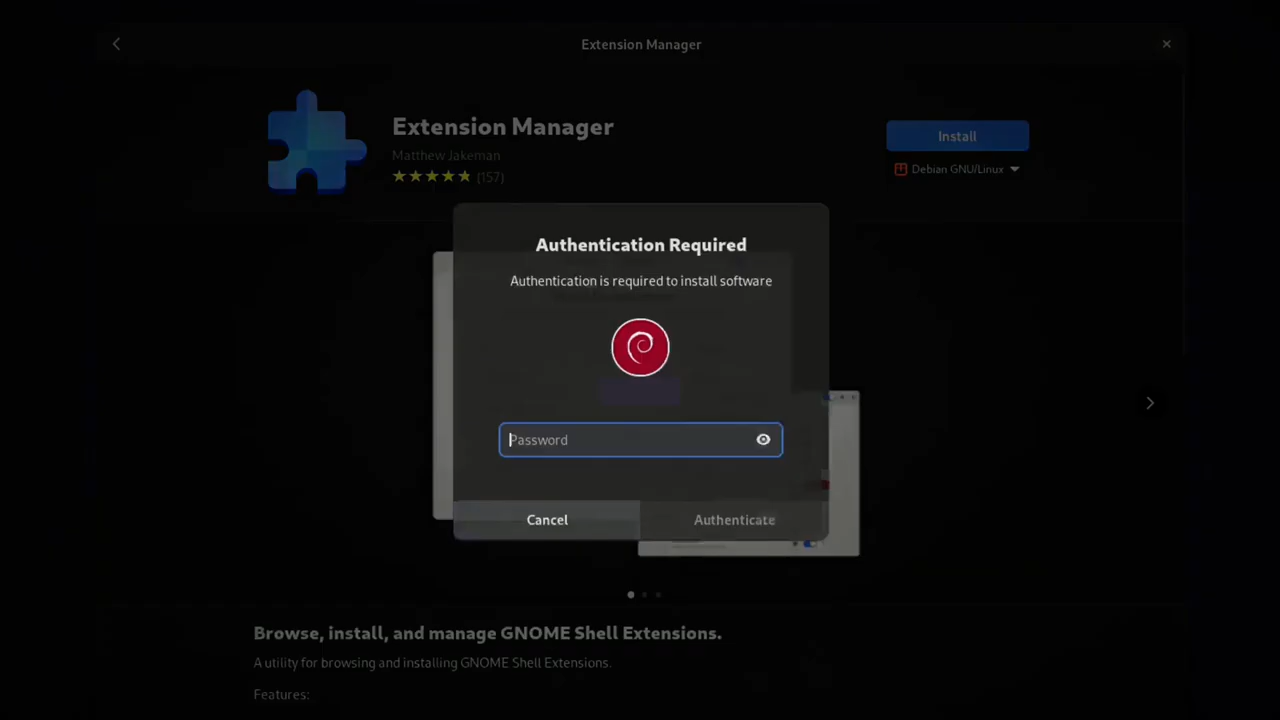 Extension Manager
Extension Manager
Install
Matthew Jakeman
(157)
Debian GNU/Linux
Authentication Required
Authentication is required to install software
Password
Cancel
Authenticate
Browse, install, and manage GNOME Shell Extensions.
A utility for browsing and installing GNOME Shell Extensions.
Features: